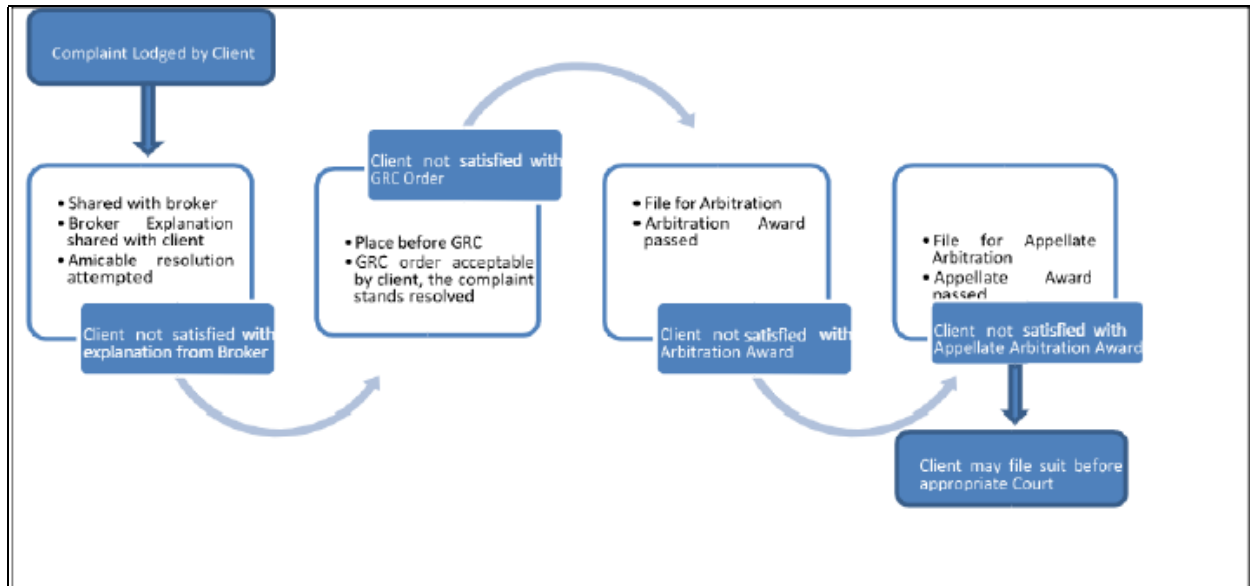 Complaint Lodged by Client
• Shared with broker
• Broker Explanation
shared with client
• Amicable resolution
attempted
Client not satisfied with
explanation from Broker
Client not satisfied with
GRC Order
• Place before GRC
• GRC order acceptable
by client, the complaint
stands resolved
• File for Arbitration
• Arbitration Award
passed
Client not satisfied with
Arbitration Award
• File for Appellate
Arbitration
• Appellate Award
passed
Client not satisfied with
Appellate Arbitration Award
Client may file suit before
appropriate Court